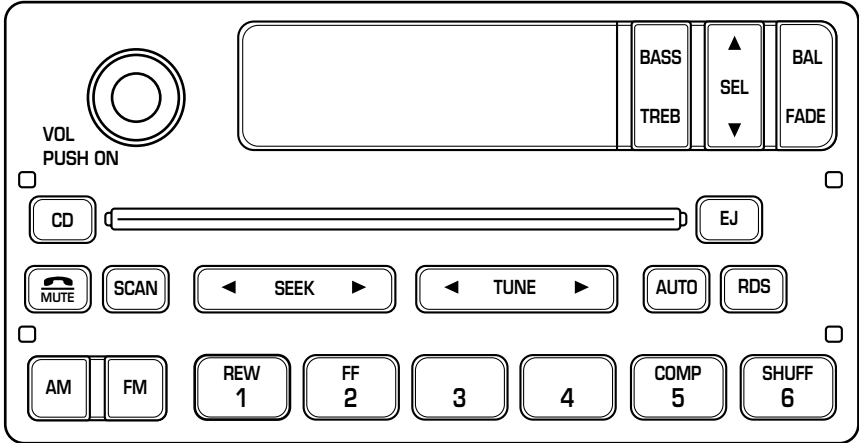 BASS
TREB
▲
SEL
▼
BAL
FADE
VOL
PUSH ON
CD
EJ
MUTE
SCAN
◄ SEEK ►
◄ TUNE ►
AUTO
RDS
AM
FM
REW
1
FF
2
3
4
COMP
5
SHUFF
6